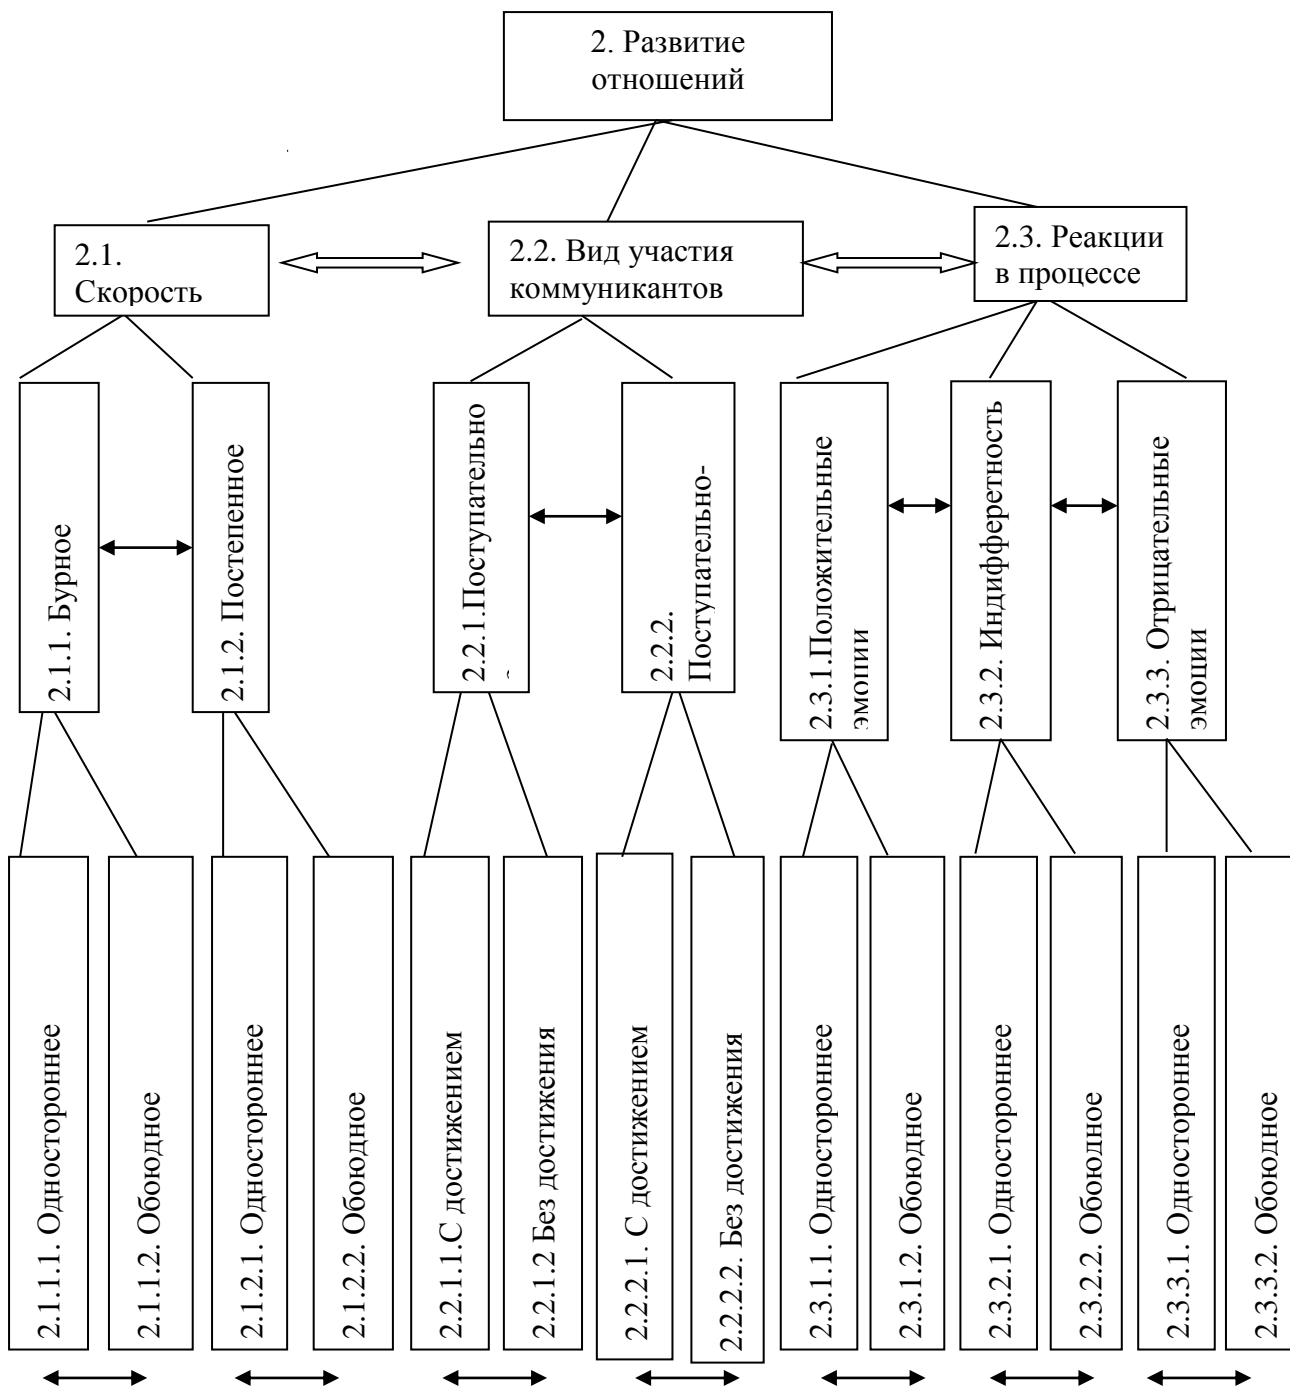 2. Развитие
отношений
2.1.
Скорость
2.2. Вид участия
коммуникантов
2.3. Реакции
в процессе
2.1.1. Бурное
2.1.2. Постепенное
2.2.1.Поступательно
2.2.2.
Поступательно-
2.3.1.Положительные
эмоции
2.3.2. Индифферетность
2.3.3. Отрицательные
эмоции
2.1.1.1. Одностороннее
2.1.1.2. Обоюдное
2.1.2.1. Одностороннее
2.1.2.2. Обоюдное
2.2.1.1.С достижением
2.2.1.2 Без достижения
2.2.2.1. С достижением
2.2.2.2. Без достижения
2.3.1.1. Одностороннее
2.3.1.2. Обоюдное
2.3.2.1. Одностороннее
2.3.2.2. Обоюдное
2.3.3.1. Одностороннее
2.3.3.2. Обоюдное